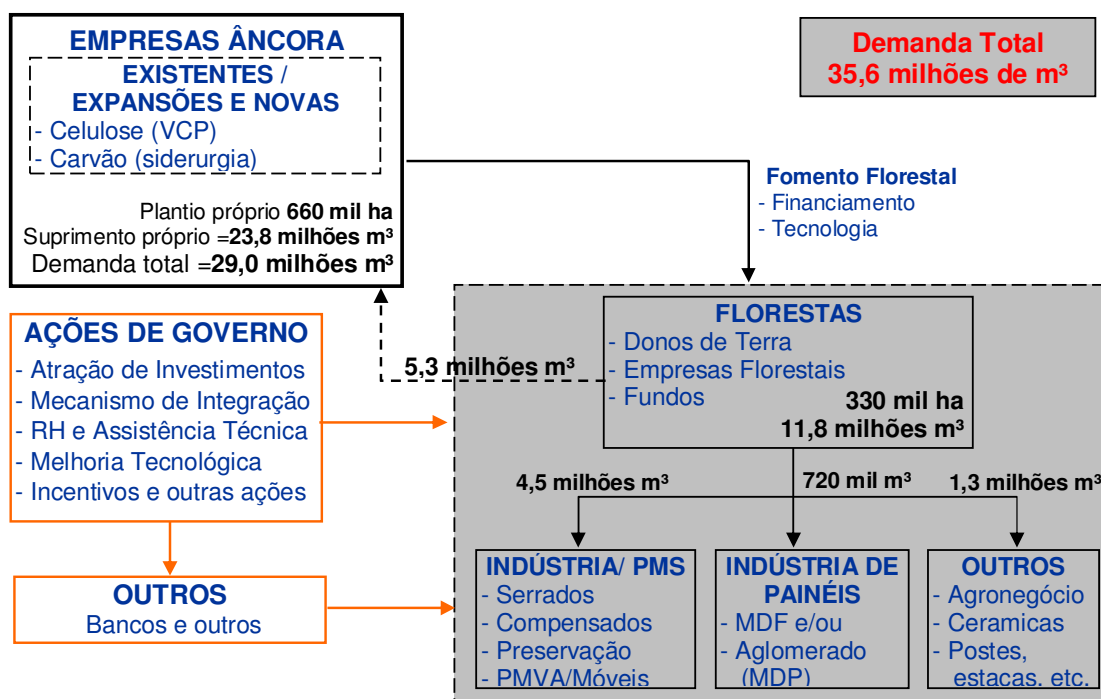 EMPRESAS ÂNCORA
EXISTENTES /
EXPANSÕES E NOVAS
- Celulose (VCP)
- Carvão (siderurgia)
Plantio próprio 660 mil ha
Suprimento próprio =23,8 milhões m³
Demanda total =29,0 milhões m³
Demanda Total
35,6 milhões de m³
Fomento Florestal
- Financiamento
- Tecnologia
AÇÕES DE GOVERNO
- Atração de Investimentos
- Mecanismo de Integração
- RH e Assistência Técnica
- Melhoria Tecnológica
- Incentivos e outras ações
5,3 milhões m³
FLORESTAS
- Donos de Terra
- Empresas Florestais
- Fundos
330 mil ha
11,8 milhões m³
4,5 milhões m³
720 mil m³
1,3 milhões m³
OUTROS
Bancos e outros
INDÚSTRIA/ PMS
- Serrados
- Compensados
- Preservação
- PMVA/Móveis
INDÚSTRIA DE
PAINÉIS
- MDF e/ou
- Aglomerado
(MDP)
OUTROS
- Agronegócio
- Ceramicas
- Postes,
estacas, etc.